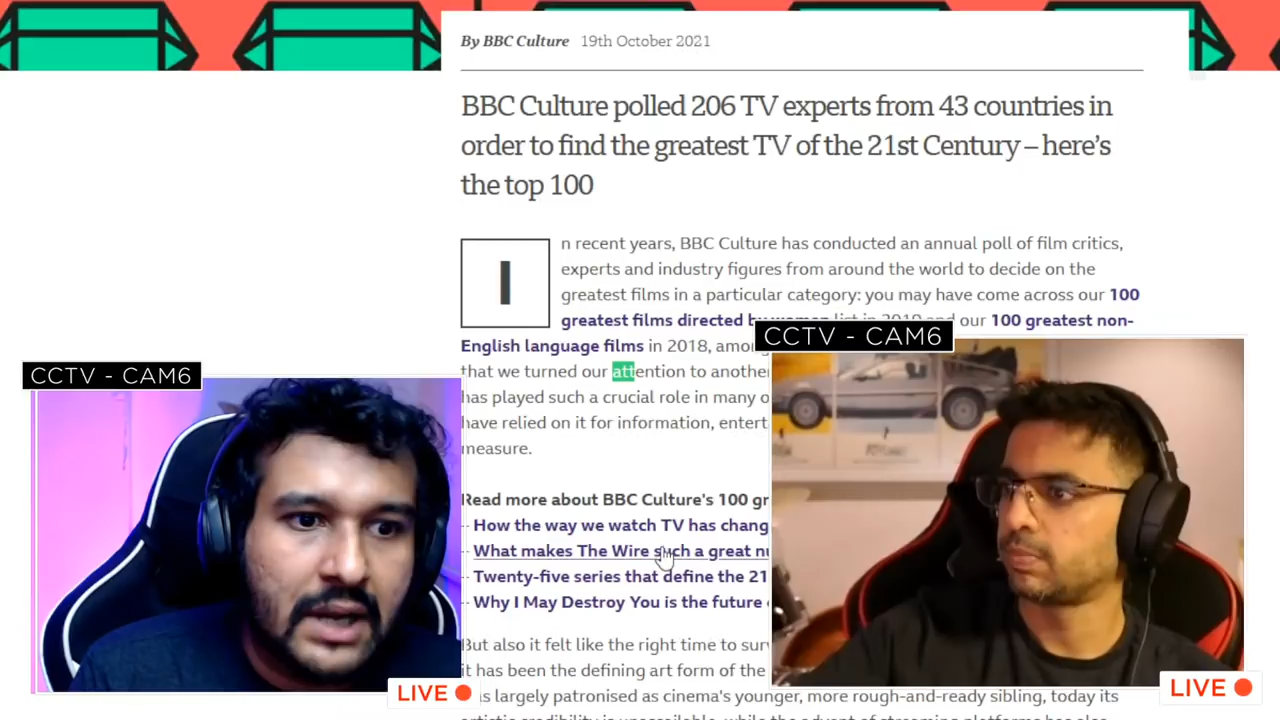 By BBC Culture 19th October 2021
BBC Culture polled 206 TV experts from 43 countries in
order to find the greatest TV of the 21st Century – here's
the top 100
In recent years, BBC Culture has conducted an annual poll of film critics,
experts and industry figures from around the world to decide on the
greatest films in a particular category: you may have come across our 100
greatest films directed by women list in 2019 and our 100 greatest non-
English language films in 2018, amon
that we turned our attention to another
has played such a crucial role in many o
have relied on it for information, entert
measure.
Read more about BBC Culture's 100 gr
- How the way we watch TV has chang
- What makes The Wire such a great
- Twenty-five series that define the 21
- Why I May Destroy You is the future
But also it felt like the right time to sur
it has been the defining art form of the
is largely patronised as cinema's younger, more rough-and-ready sibling, today its
CCTV - CAM6
LIVE
CCTV - CAM6
LIVE